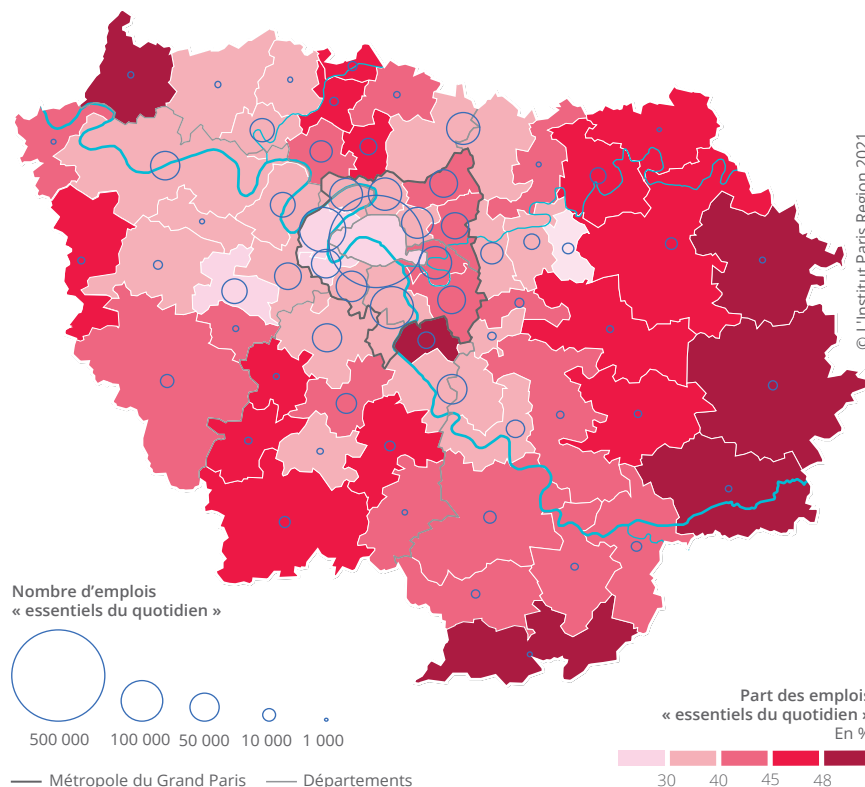 © L'Institut Paris Region 2021
Nombre d’emplois
« essentiels du quotidien »
500 000
100 000
50 000
10 000
1 000
Métropole du Grand Paris
Départements
Part des emplois
« essentiels du quotidien »
En %
30
40
45
48